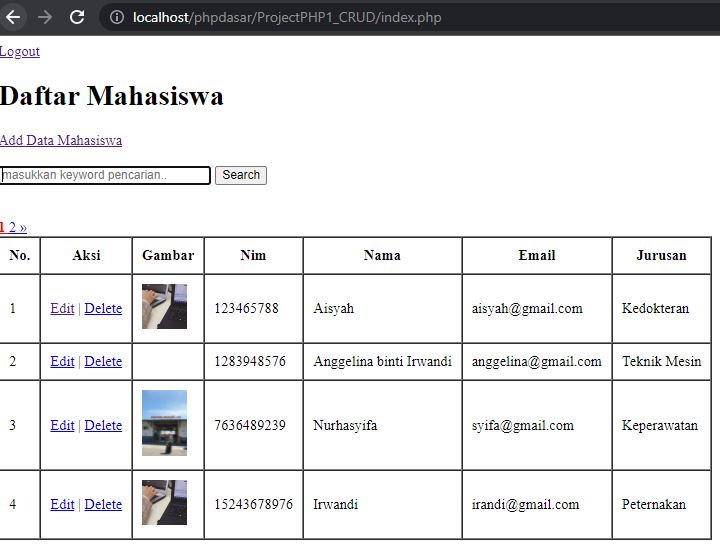 localhost/phpdasar/ProjectPHP1_CRUD/index.php
Logout
Daftar Mahasiswa
Add Data Mahasiswa
masukkan keyword pencarian.. Search
1 2 »
No. Aksi Gambar Nim Nama Email Jurusan
1 Edit | Delete 123465788 Aisyah aisyah@gmail.com Kedokteran
2 Edit | Delete 1283948576 Anggelina binti Irwandi anggelina@gmail.com Teknik Mesin
3 Edit | Delete 7636489239 Nurhasyifa syifa@gmail.com Keperawatan
4 Edit | Delete 15243678976 Irwandi irandi@gmail.com Peternakan